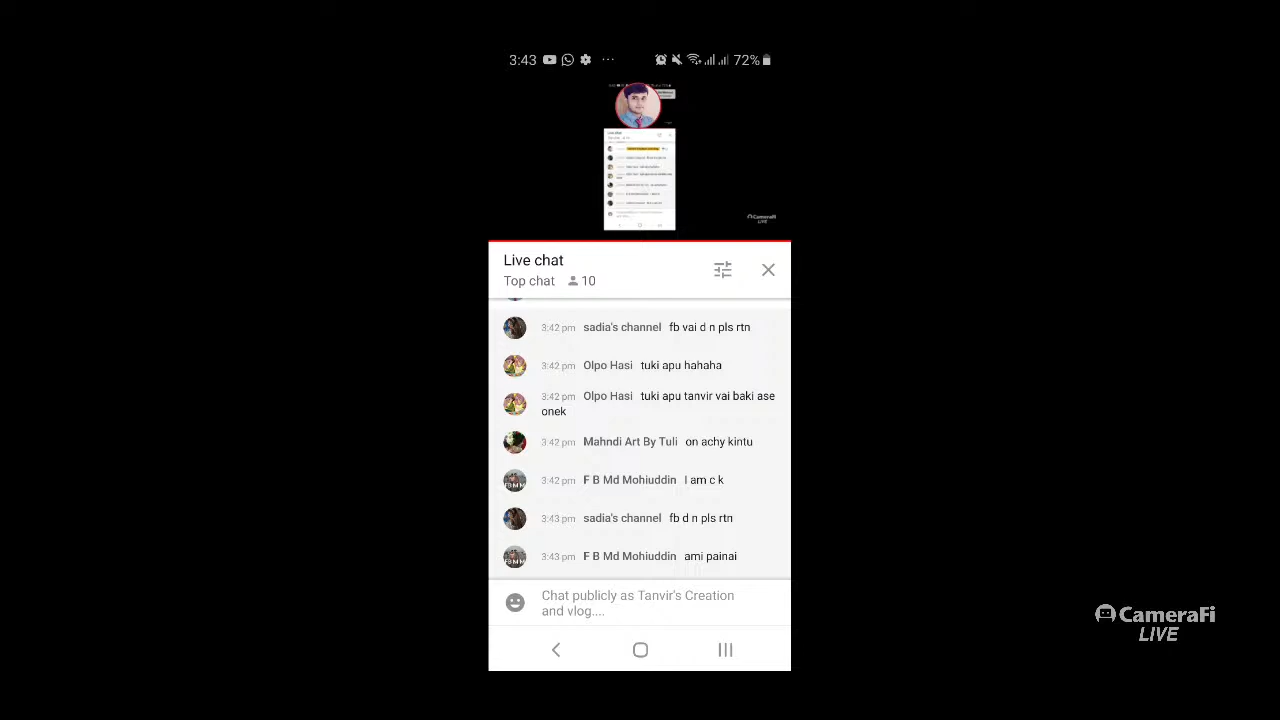 3:43 ... 72%
Live chat
Top chat 10
3:42 pm sadia's channel fb vai d n pls rtn
3:42 pm Olpo Hasi tuki apu hahaha
3:42 pm Olpo Hasi tuki apu tanvir vai baki ase
onek
3:42 pm Mahndi Art By Tuli on achy kintu
FBMM 3:42 pm F B Md Mohiuddin I am c k
3:43 pm sadia's channel fb d n pls rtn
FBMM 3:43 pm F B Md Mohiuddin ami painai
Chat publicly as Tanvir's Creation
and vlog....
CameraFi
LIVE
CameraFi
LIVE